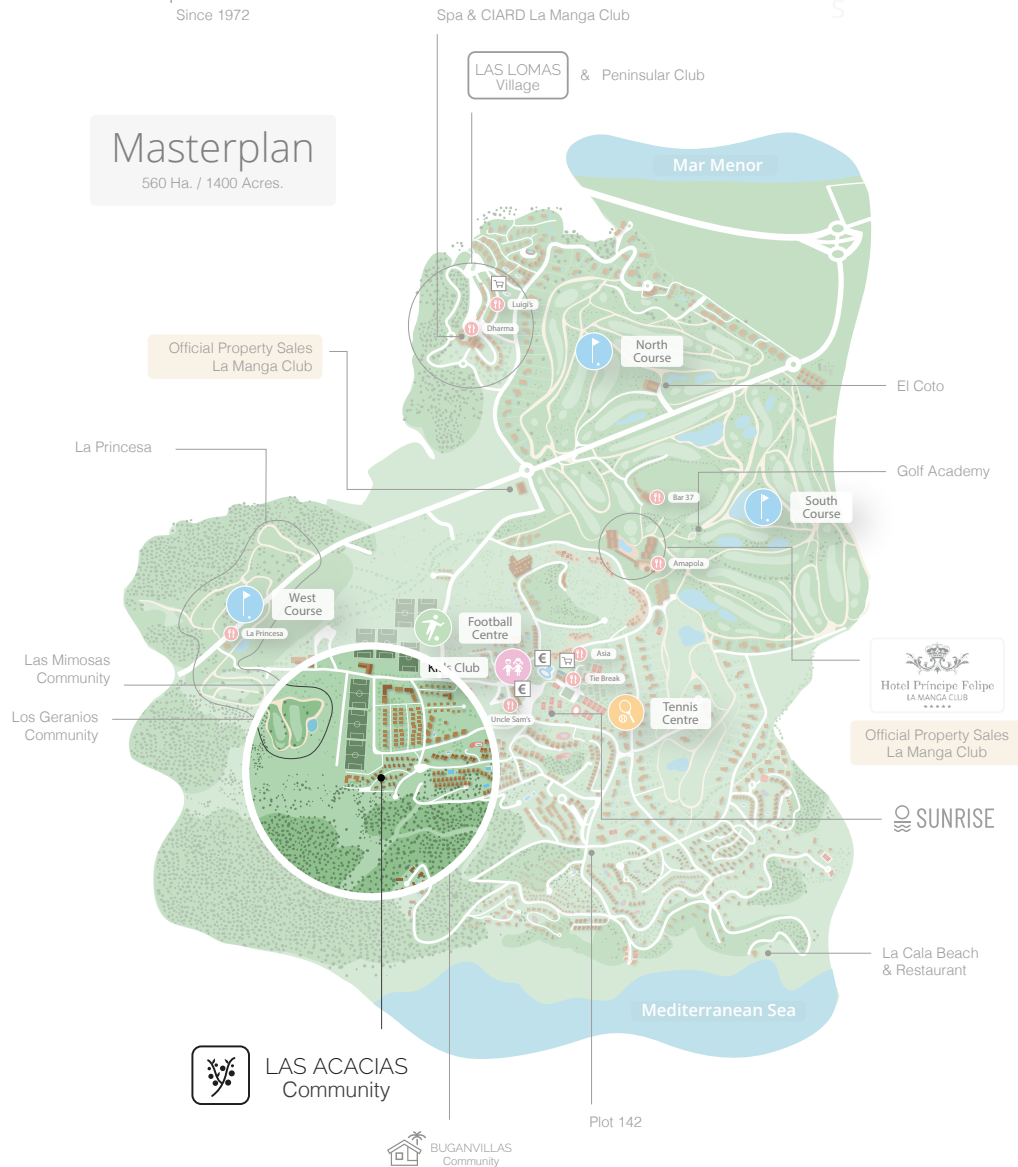 Since 1972
Spa & CIARD La Manga Club
S
LAS LOMAS
Village
& Peninsular Club
Masterplan
560 Ha. / 1400 Acres.
Mar Menor
Luigi's
Dharma
Official Property Sales
La Manga Club
North
Course
El Coto
La Princesa
Golf Academy
Bar 37
South
Course
Amapola
West
Course
La Princesa
Football
Centre
Kids Club
€
Asia
Tie Break
€
Uncle Sam's
Tennis
Centre
Las Mimosas
Community
Los Geranios
Community
Hotel Príncipe Felipe
LA MANGA CLUB
Official Property Sales
La Manga Club
SUNRISE
La Cala Beach
& Restaurant
Mediterranean Sea
LAS ACACIAS
Community
Plot 142
BUGANVILLAS
Community